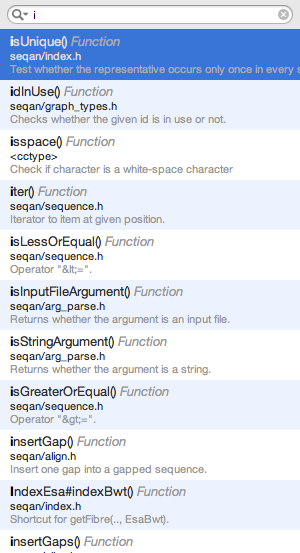 i
isUnique() Function
seqan/index.h
Test whether the representative occurs only once in every s
idInUse() Function
seqan/graph_types.h
Checks whether the given id is in use or not.
isspace() Function
<cctype>
Check if character is a white-space character
iter() Function
seqan/sequence.h
Iterator to item at given position.
isLessOrEqual() Function
seqan/sequence.h
Operator "&lt;=".
isInputFileArgument() Function
seqan/arg_parse.h
Returns whether the argument is an input file.
isStringArgument() Function
seqan/arg_parse.h
Returns whether the argument is a string.
isGreaterOrEqual() Function
seqan/sequence.h
Operator "&gt;=".
insertGap() Function
seqan/align.h
Insert one gap into a gapped sequence.
IndexEsa#indexBwt() Function
seqan/index.h
Shortcut for getFibre(.., EsaBwt).
insertGaps() Function